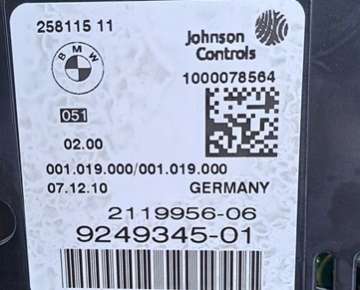 258115 11
Johnson
Controls
BMW
1000078564
051
02.00
001.019.000/001.019.000
07.12.10 GERMANY
2119956-06
9249345-01